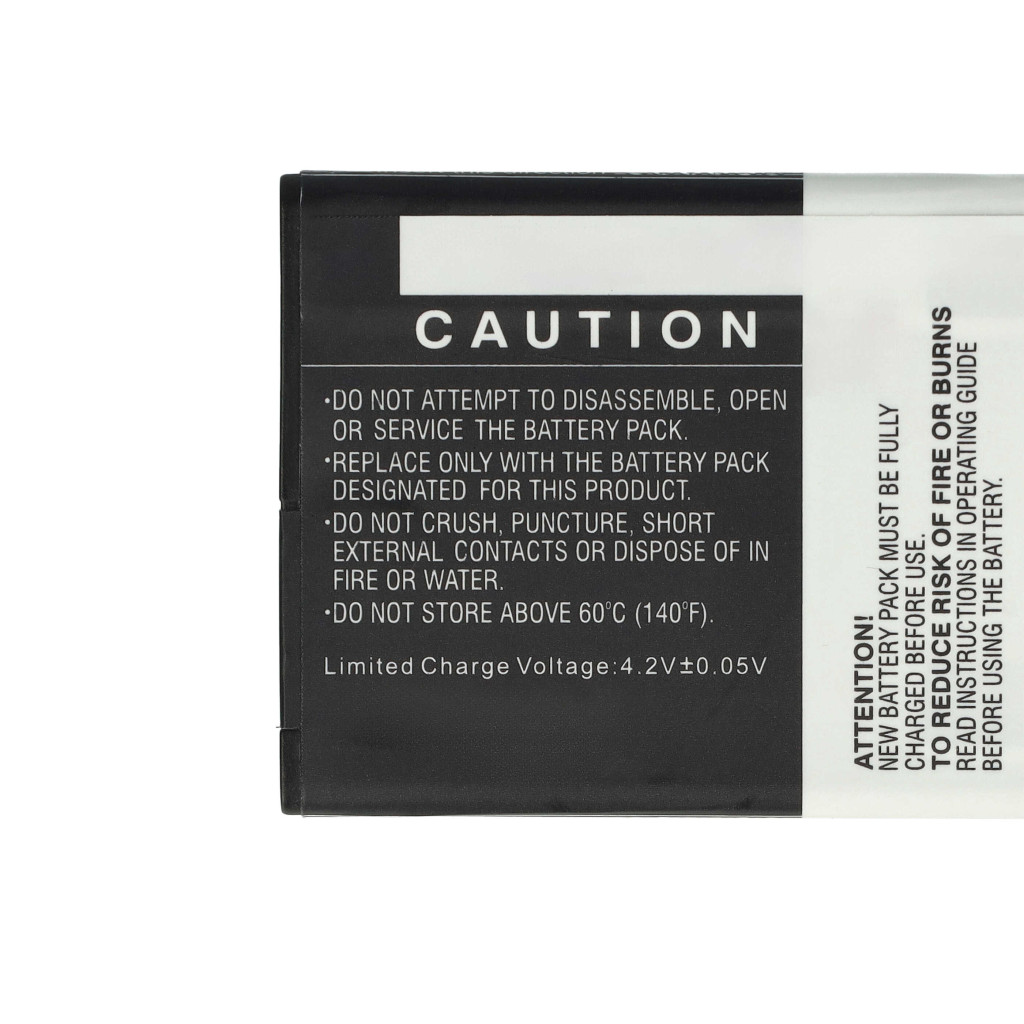 CAUTION
·DO NOT ATTEMPT TO DISASSEMBLE, OPEN
OR SERVICE THE BATTERY PACK.
·REPLACE ONLY WITH THE BATTERY PACK
DESIGNATED FOR THIS PRODUCT.
·DO NOT CRUSH, PUNCTURE, SHORT
EXTERNAL CONTACTS OR DISPOSE OF IN
FIRE OR WATER.
·DO NOT STORE ABOVE 60°C (140°F).
Limited Charge Voltage:4.2V±0.05V
ATTENTION!
NEW BATTERY PACK MUST BE FULLY
CHARGED BEFORE USE.
TO REDUCE RISK OF FIRE OR BURNS
READ INSTRUCTIONS IN OPERATING GUIDE
BEFORE USING THE BATTERY.